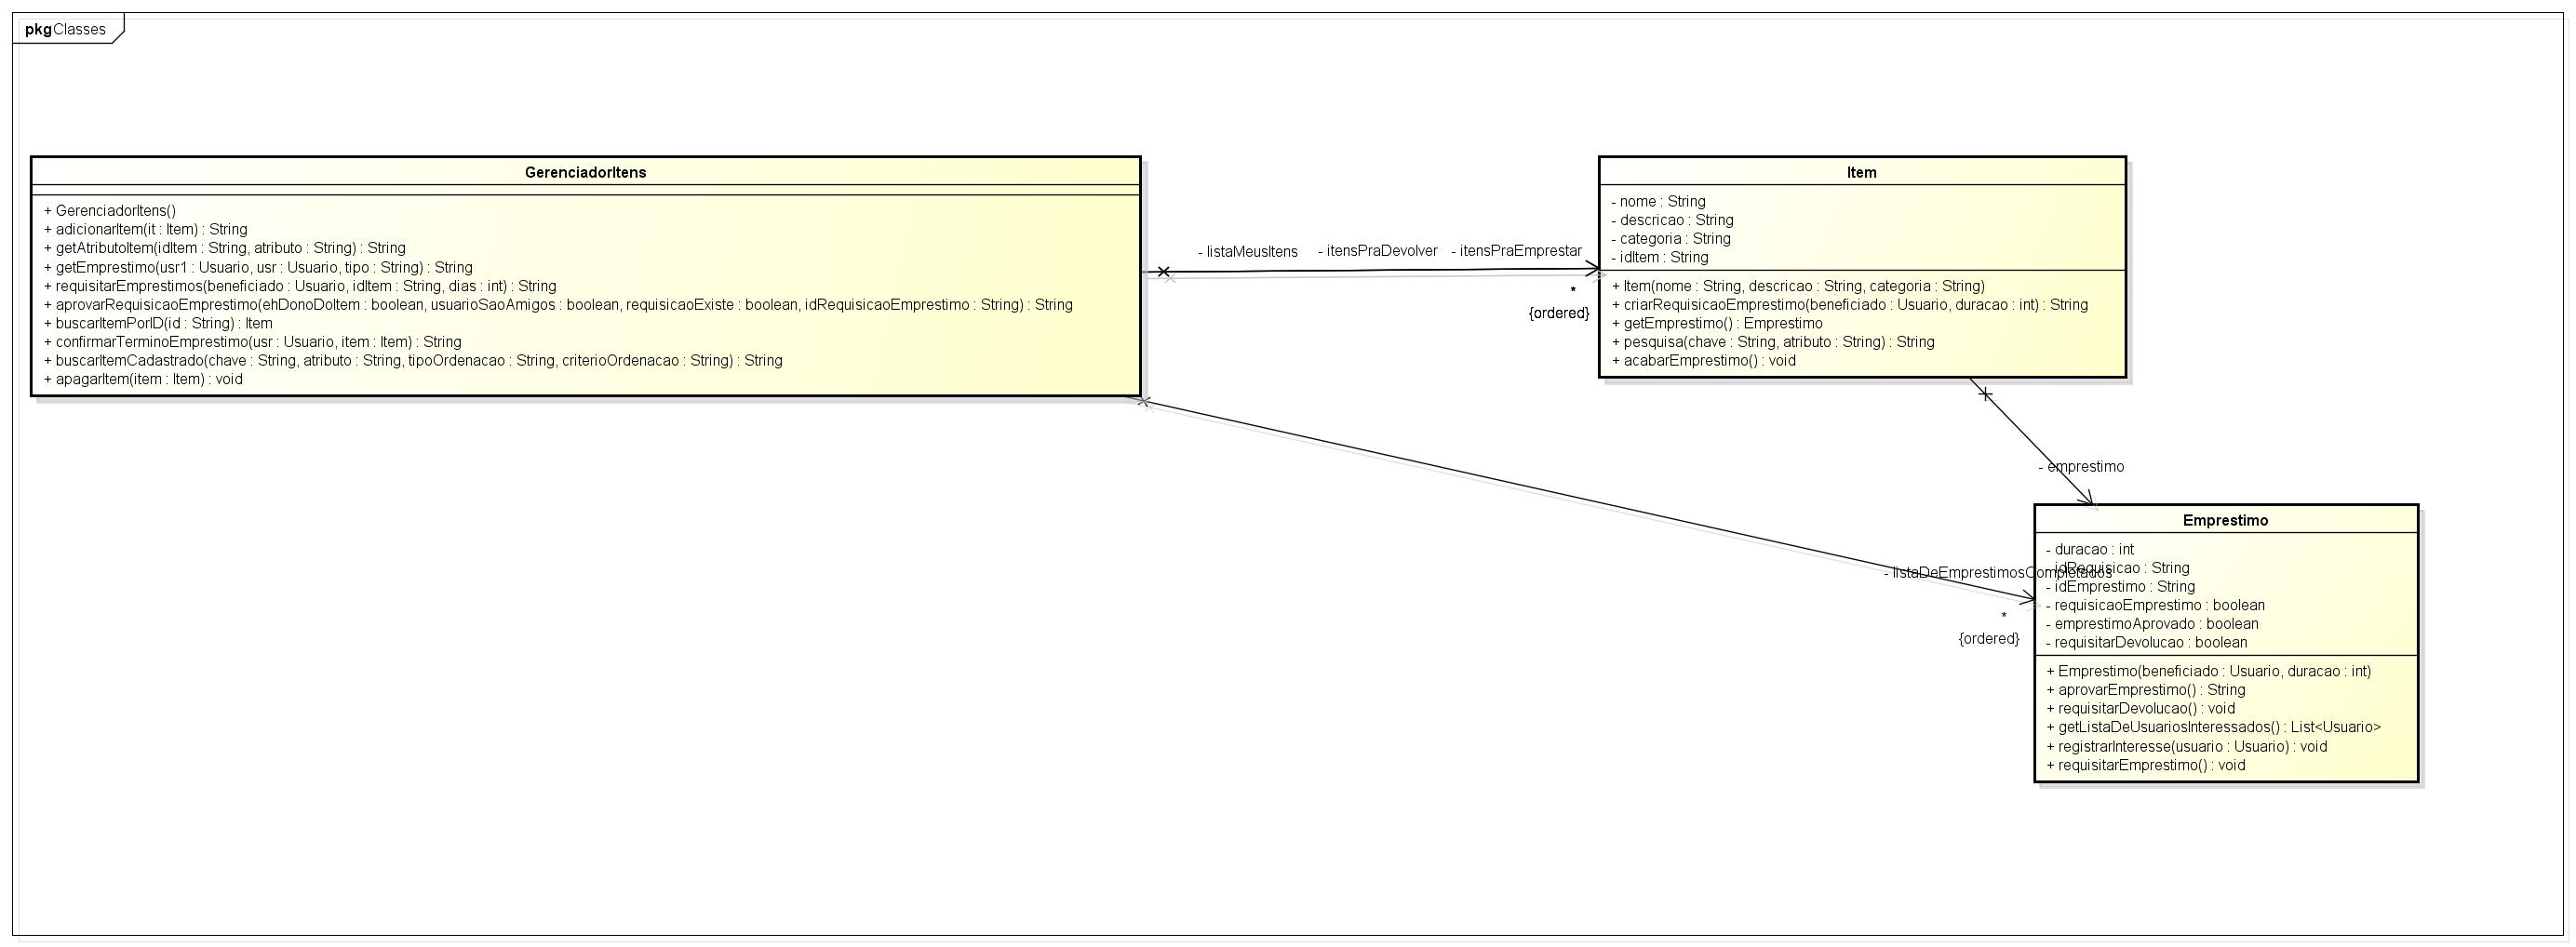 pkg Classes
GerenciadorItens
+ GerenciadorItens()
+ adicionarItem(it : Item) : String
+ getAtributoItem(idItem : String, atributo : String) : String
+ getEmprestimo(usr1 : Usuario, usr : Usuario, tipo : String) : String
+ requisitarEmprestimos(beneficiado : Usuario, idItem : String, dias : int) : String
+ aprovarRequisicaoEmprestimo(ehDonoDoItem : boolean, usuarioSaoAmigos : boolean, requisicaoExiste : boolean, idRequisicaoEmprestimo : String) : String
+ buscarItemPorID(id : String) : Item
+ confirmarTerminoEmprestimo(usr : Usuario, item : Item) : String
+ buscarItemCadastrado(chave : String, atributo : String, tipoOrdenacao : String, criterioOrdenacao : String) : String
+ apagarItem(item : Item) : void
- listaMeusItens - itensPraDevolver - itensPraEmprestar
*
{ordered}
Item
- nome : String
- descricao : String
- categoria : String
- idItem : String
+ Item(nome : String, descricao : String, categoria : String)
+ criarRequisicaoEmprestimo(beneficiado : Usuario, duracao : int) : String
+ getEmprestimo() : Emprestimo
+ pesquisa(chave : String, atributo : String) : String
+ acabarEmprestimo() : void
- emprestimo
- listaDeEmprestimosCompletados
*
{ordered}
Emprestimo
- duracao : int
- idRequisicao : String
- idEmprestimo : String
- requisicaoEmprestimo : boolean
- emprestimoAprovado : boolean
- requisitarDevolucao : boolean
+ Emprestimo(beneficiado : Usuario, duracao : int)
+ aprovarEmprestimo() : String
+ requisitarDevolucao() : void
+ getListaDeUsuariosInteressados() : List<Usuario>
+ registrarInteresse(usuario : Usuario) : void
+ requisitarEmprestimo() : void